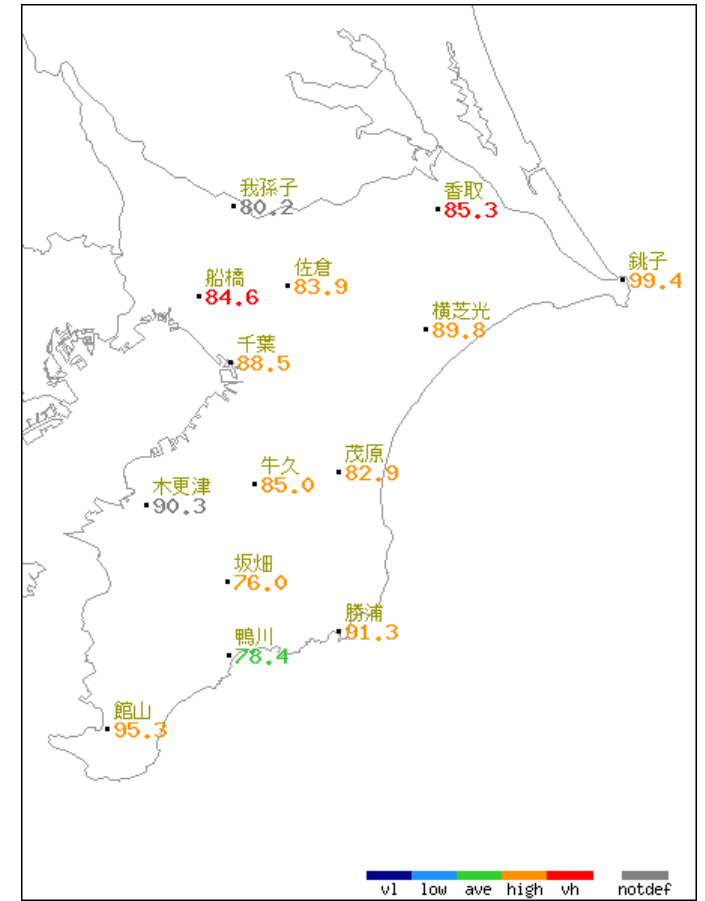 我孫子
80.2
香取
85.3
佐倉
83.9
銚子
99.4
船橋
84.6
横芝光
89.8
千葉
88.5
茂原
82.9
牛久
85.0
木更津
90.3
坂畑
76.0
勝浦
91.3
鴨川
78.4
館山
95.3
vl low ave high vh notdef